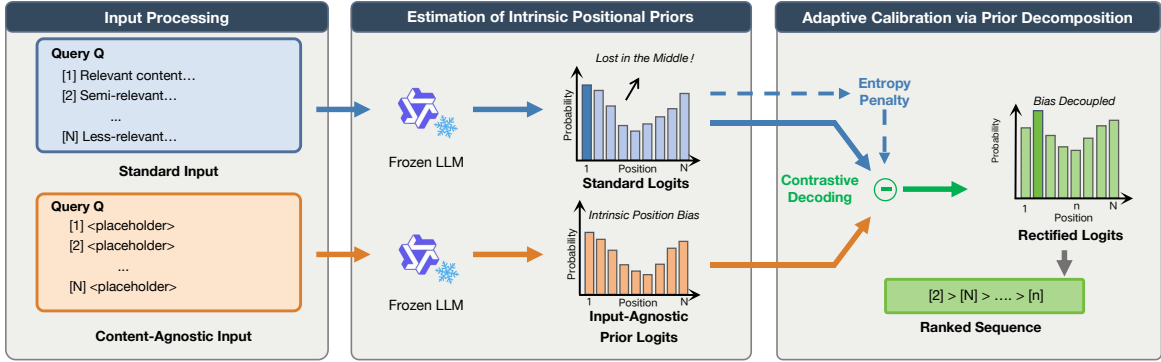 Input Processing
Query Q
[1] Relevant content…
[2] Semi-relevant…
...
[N] Less-relevant…
Standard Input
Query Q
[1] <placeholder>
[2] <placeholder>
...
[N] <placeholder>
Content-Agnostic Input
Estimation of Intrinsic Positional Priors
Frozen LLM
Lost in the Middle!
Probability
1 Position N
Standard Logits
Frozen LLM
Intrinsic Position Bias
Probability
1 Position N
Input-Agnostic
Prior Logits
Adaptive Calibration via Prior Decomposition
Entropy
Penalty
Contrastive
Decoding
Bias Decoupled
Probability
1 n N
Position
Rectified Logits
[2] > [N] > .... > [n]
Ranked Sequence